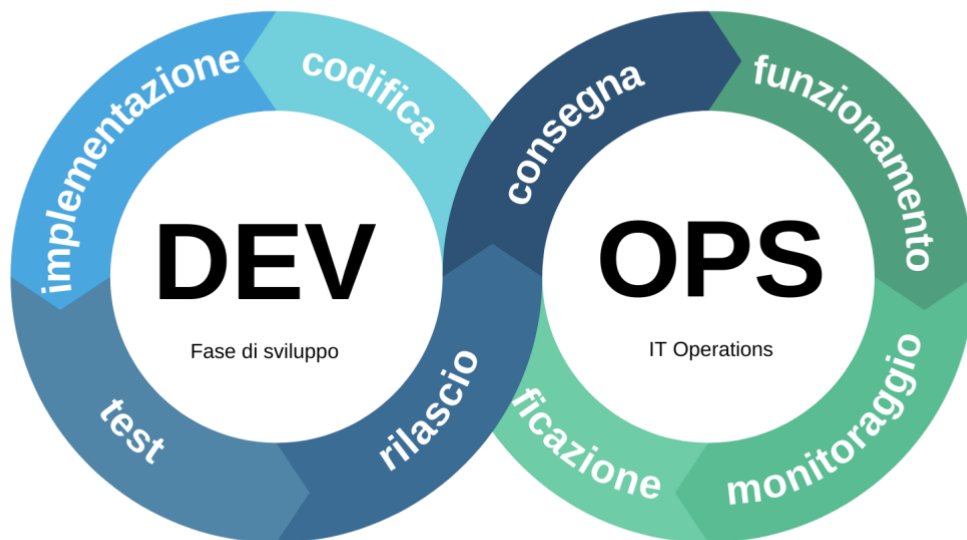 codifica
implementazione
test
rilascio
consegna
funzionamento
monitoraggio
ficazione
DEV
Fase di sviluppo
OPS
IT Operations